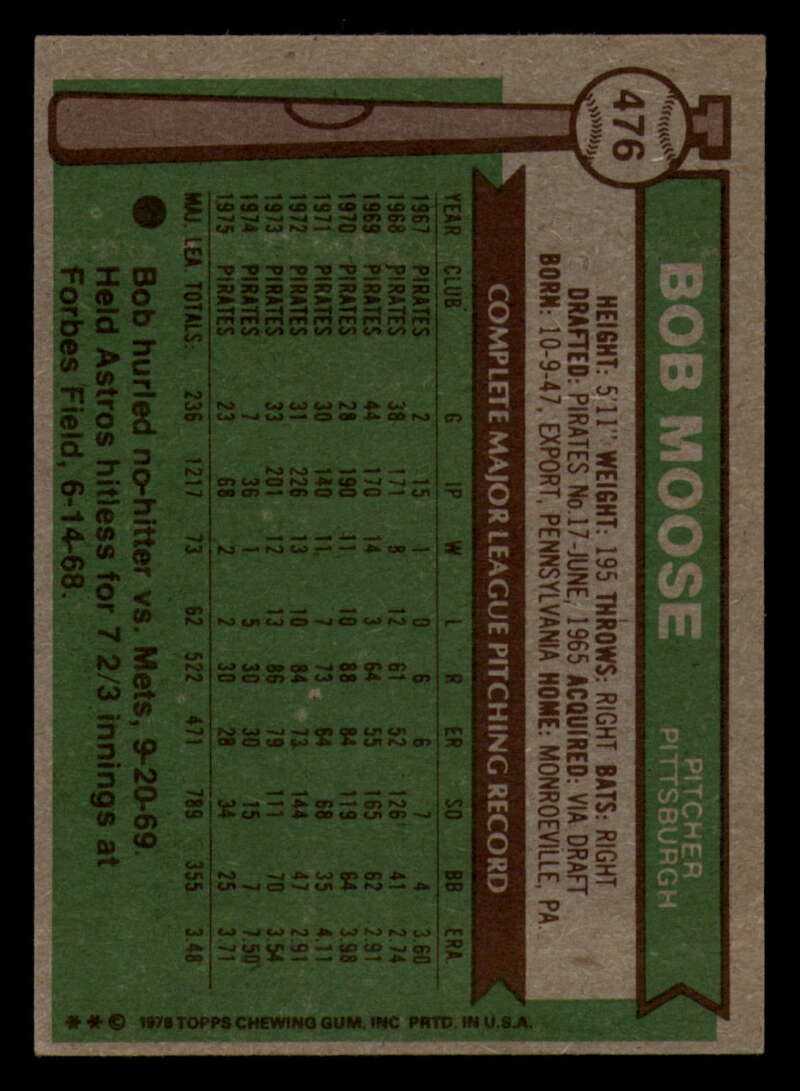 476
BOB MOOSE
PITCHER
PITTSBURGH
HEIGHT: 5'11" WEIGHT: 195 THROWS: RIGHT BATS: RIGHT
DRAFTED: PIRATES No.17-JUNE, 1965 ACQUIRED: VIA DRAFT
BORN: 10-9-47, EXPORT, PENNSYLVANIA HOME: MONROEVILLE, PA.
COMPLETE MAJOR LEAGUE PITCHING RECORD
YEAR CLUB G IP W L R ER SO BB ERA
1967 PIRATES 2 15 1 0 6 6 7 4 3.60
1968 PIRATES 38 171 8 12 61 52 126 41 2.74
1969 PIRATES 44 170 14 3 64 55 165 62 2.91
1970 PIRATES 28 190 11 10 88 84 119 64 3.98
1971 PIRATES 30 140 11 7 73 64 68 35 4.11
1972 PIRATES 31 226 13 10 84 73 144 47 2.91
1973 PIRATES 33 201 12 13 86 79 111 70 3.54
1974 PIRATES 7 36 1 5 30 30 15 7 7.50
1975 PIRATES 23 68 2 2 30 28 34 25 3.71
MAJ. LEA. TOTALS: 236 1217 73 62 522 471 789 355 3.48
Bob hurled no-hitter vs. Mets, 9-20-69.
Held Astros hitless for 7 2/3 innings at
Forbes Field, 6-14-68.
* * © 1976 TOPPS CHEWING GUM, INC PRTD. IN U.S.A.